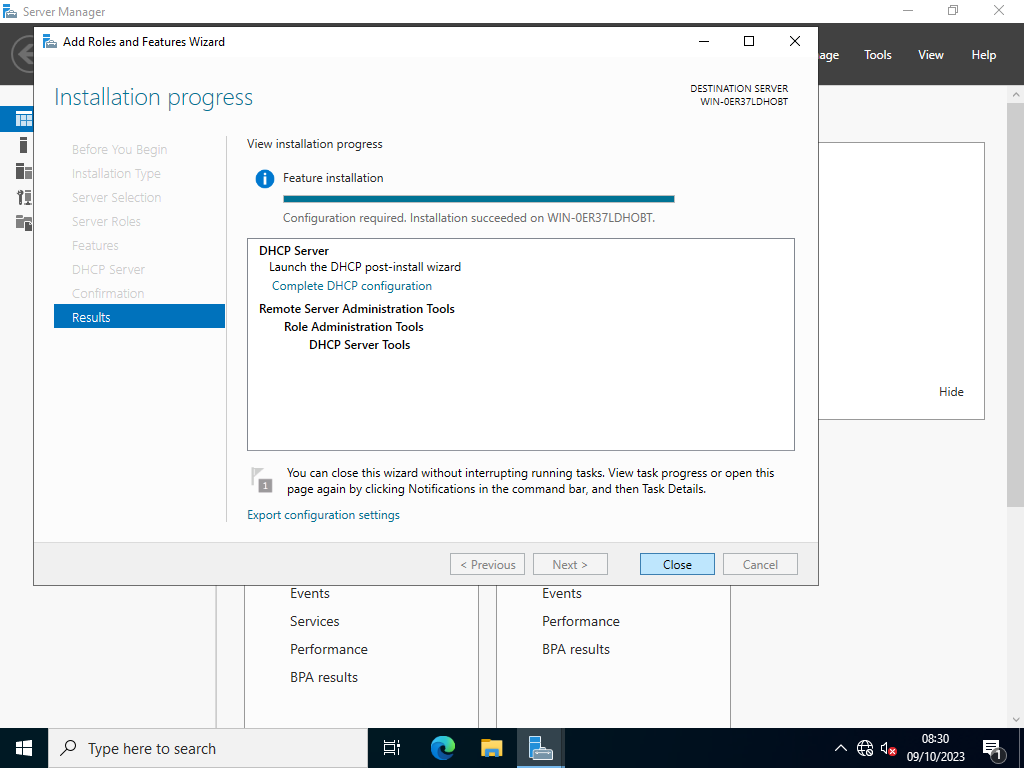 Server Manager
Add Roles and Features Wizard
age
Tools
View
Help
Installation progress
DESTINATION SERVER
WIN-0ER37LDHOBT
Before You Begin
Installation Type
Server Selection
Server Roles
Features
DHCP Server
Confirmation
Results
View installation progress
Feature installation
Configuration required. Installation succeeded on WIN-0ER37LDHOBT.
DHCP Server
Launch the DHCP post-install wizard
Complete DHCP configuration
Remote Server Administration Tools
Role Administration Tools
DHCP Server Tools
Hide
1
You can close this wizard without interrupting running tasks. View task progress or open this
page again by clicking Notifications in the command bar, and then Task Details.
Export configuration settings
< Previous
Next >
Close
Cancel
Events
Services
Performance
BPA results
Events
Performance
BPA results
Type here to search
08:30
09/10/2023
1